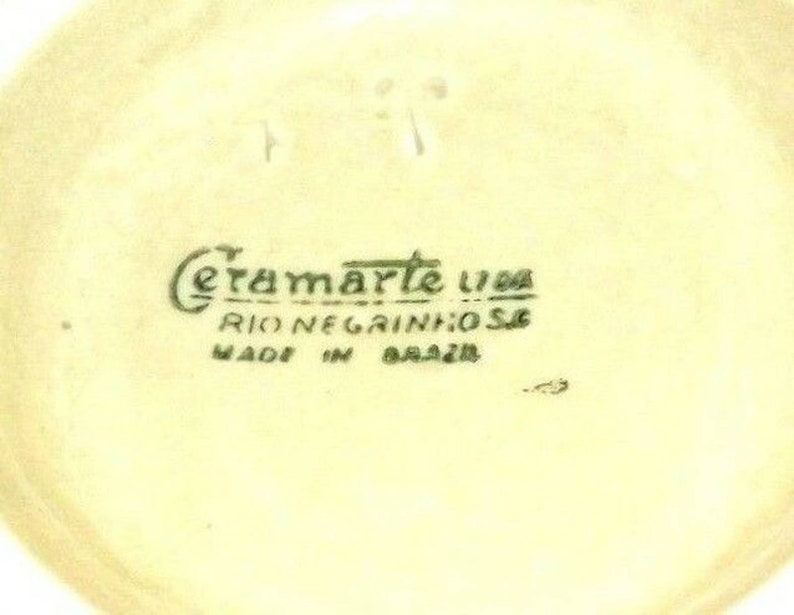 Ceramarte LTDA
RIO NEGRINHO S.C.
MADE IN BRAZIL